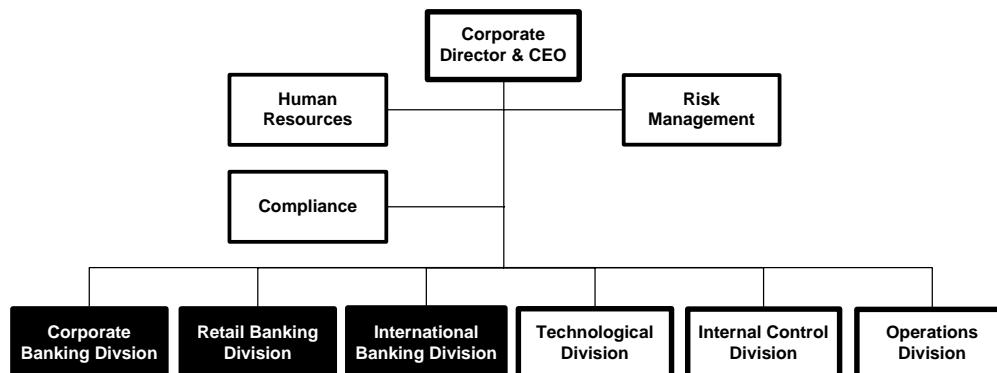 Corporate
Director & CEO
Human
Resources
Risk
Management
Compliance
Corporate
Banking Divsion
Retail Banking
Division
International
Banking Division
Technological
Division
Internal Control
Division
Operations
Division